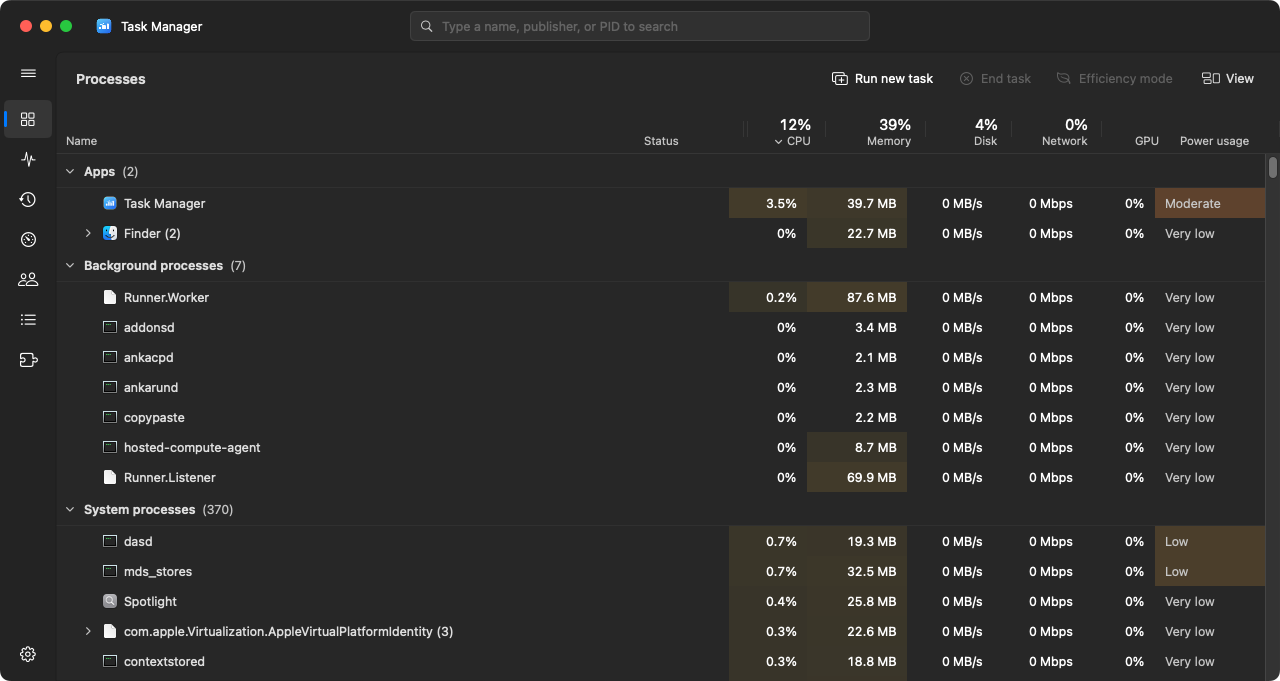 Task Manager
Type a name, publisher, or PID to search
Processes
Run new task
End task
Efficiency mode
View
12% 39% 4% 0%
Name Status CPU Memory Disk Network GPU Power usage
Apps (2)
Task Manager 3.5% 39.7 MB 0 MB/s 0 Mbps 0% Moderate
Finder (2) 0% 22.7 MB 0 MB/s 0 Mbps 0% Very low
Background processes (7)
Runner.Worker 0.2% 87.6 MB 0 MB/s 0 Mbps 0% Very low
addonsd 0% 3.4 MB 0 MB/s 0 Mbps 0% Very low
ankacpd 0% 2.1 MB 0 MB/s 0 Mbps 0% Very low
ankarund 0% 2.3 MB 0 MB/s 0 Mbps 0% Very low
copypaste 0% 2.2 MB 0 MB/s 0 Mbps 0% Very low
hosted-compute-agent 0% 8.7 MB 0 MB/s 0 Mbps 0% Very low
Runner.Listener 0% 69.9 MB 0 MB/s 0 Mbps 0% Very low
System processes (370)
dasd 0.7% 19.3 MB 0 MB/s 0 Mbps 0% Low
mds_stores 0.7% 32.5 MB 0 MB/s 0 Mbps 0% Low
Spotlight 0.4% 25.8 MB 0 MB/s 0 Mbps 0% Very low
com.apple.Virtualization.AppleVirtualPlatformIdentity (3) 0.3% 22.6 MB 0 MB/s 0 Mbps 0% Very low
contextstored 0.3% 18.8 MB 0 MB/s 0 Mbps 0% Very low